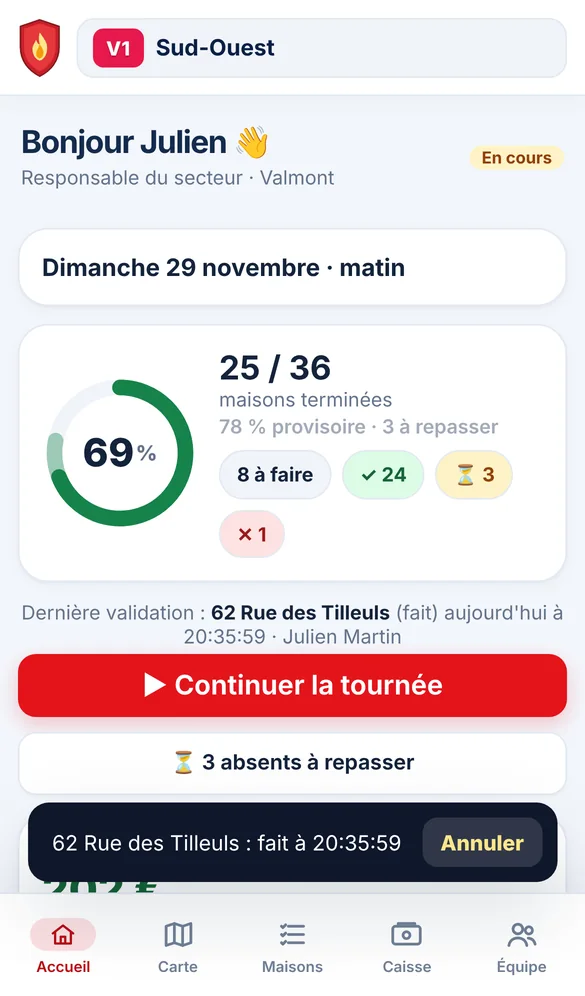 V1 Sud-Ouest
Bonjour Julien 👋
En cours
Responsable du secteur · Valmont
Dimanche 29 novembre · matin
69%
25 / 36
maisons terminées
78 % provisoire · 3 à repasser
8 à faire
✓ 24
⏳ 3
✕ 1
Dernière validation : 62 Rue des Tilleuls (fait) aujourd'hui à
20:35:59 · Julien Martin
▶ Continuer la tournée
⏳ 3 absents à repasser
62 Rue des Tilleuls : fait à 20:35:59
Annuler
Accueil
Carte
Maisons
Caisse
Équipe